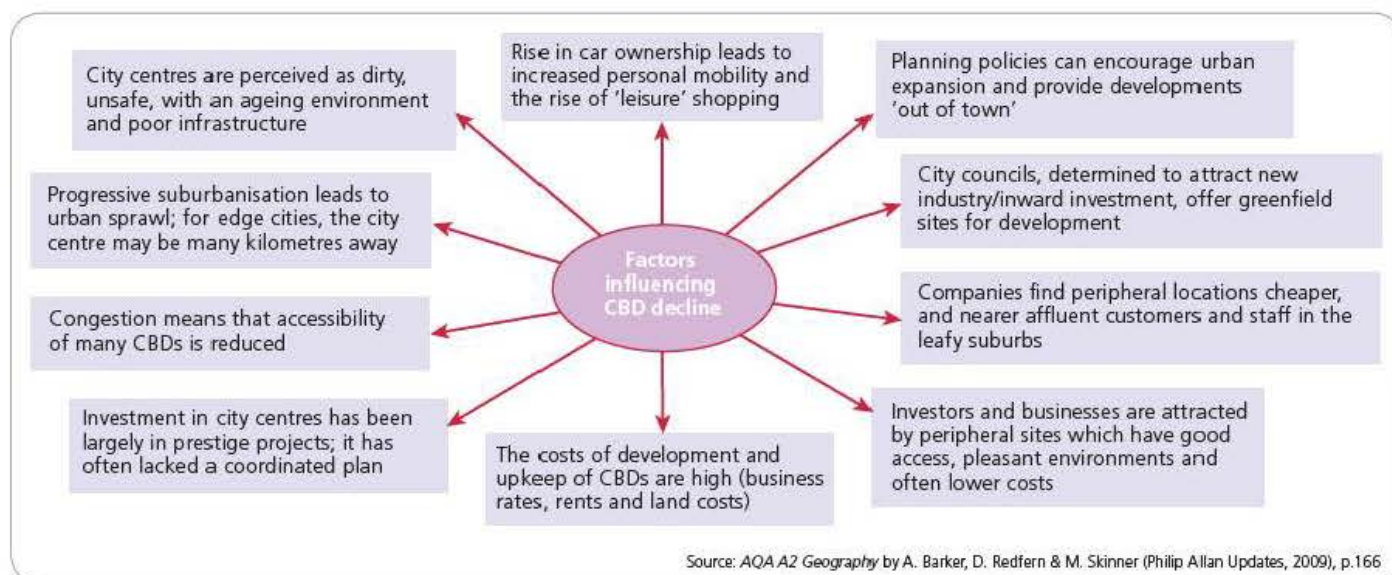 Rise in car ownership leads to
increased personal mobility and
the rise of 'leisure' shopping
Planning policies can encourage urban
expansion and provide developments
'out of town'
City councils, determined to attract new
industry/inward investment, offer greenfield
sites for development
Companies find peripheral locations cheaper,
and nearer affluent customers and staff in the
leafy suburbs
Investors and businesses are attracted
by peripheral sites which have good
access, pleasant environments and
often lower costs
The costs of development and
upkeep of CBDs are high (business
rates, rents and land costs)
Investment in city centres has been
largely in prestige projects; it has
often lacked a coordinated plan
Congestion means that accessibility
of many CBDs is reduced
Progressive suburbanisation leads to
urban sprawl; for edge cities, the city
centre may be many kilometres away
City centres are perceived as dirty,
unsafe, with an ageing environment
and poor infrastructure
Factors
influencing
CBD decline
Source: AQA A2 Geography by A. Barker, D. Redfern & M. Skinner (Philip Allan Updates, 2009), p.166